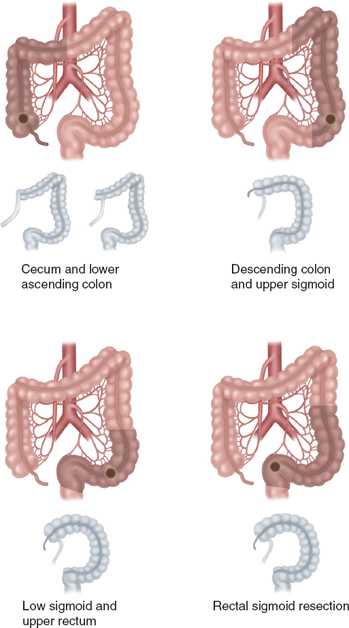 Cecum and lower
ascending colon
Descending colon
and upper sigmoid
Low sigmoid and
upper rectum
Rectal sigmoid resection